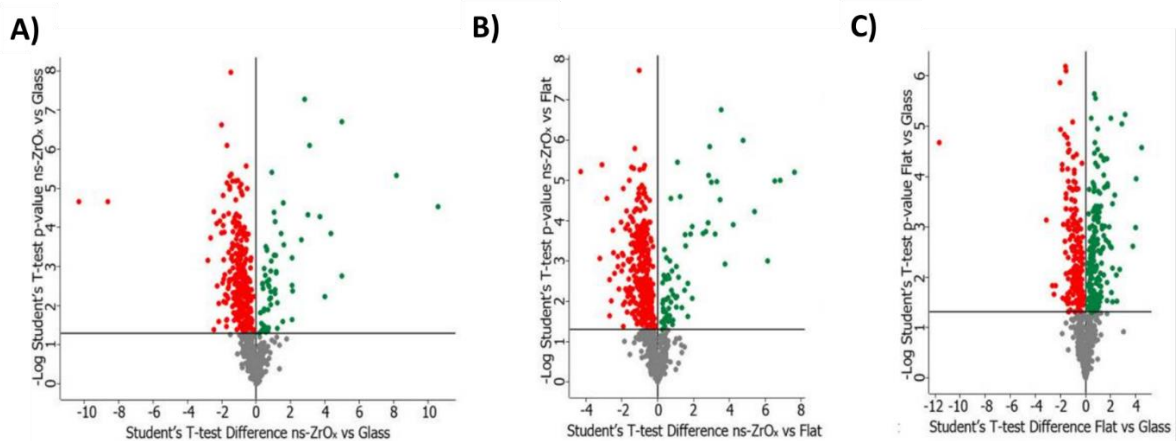 A)
B)
C)
-Log Student's T-test p-value ns-ZrOx vs Glass
8
7
6
5
4
3
2
1
0
-10 -8 -6 -4 -2 0 2 4 6 8 10
Student's T-test Difference ns-ZrOx vs Glass
-Log Student's T-test p-value ns-ZrOx vs Flat
8
7
6
5
4
3
2
1
0
-4 -2 0 2 4 6 8
Student's T-test Difference ns-ZrOx vs Flat
-Log Student's T-test p-value Flat vs Glass
6
5
4
3
2
1
0
-12 -10 -8 -6 -4 -2 0 2 4
Student's T-test Difference Flat vs Glass